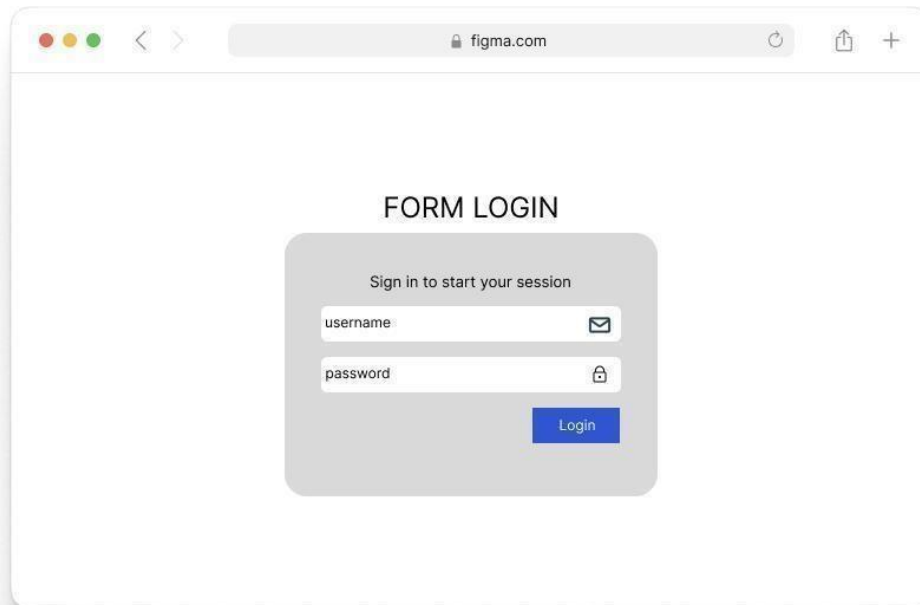 figma.com
FORM LOGIN
Sign in to start your session
username
password
Login